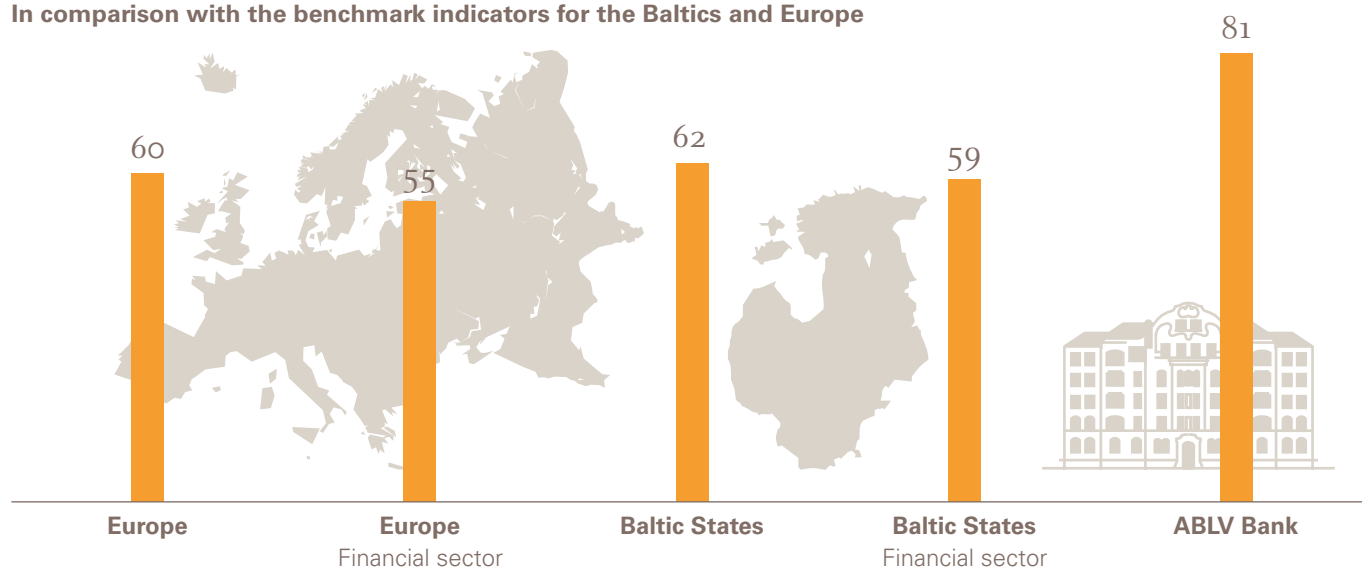 In comparison with the benchmark indicators for the Baltics and Europe
81
60
55
62
59
Europe
Europe
Financial sector
Baltic States
Baltic States
Financial sector
ABLV Bank